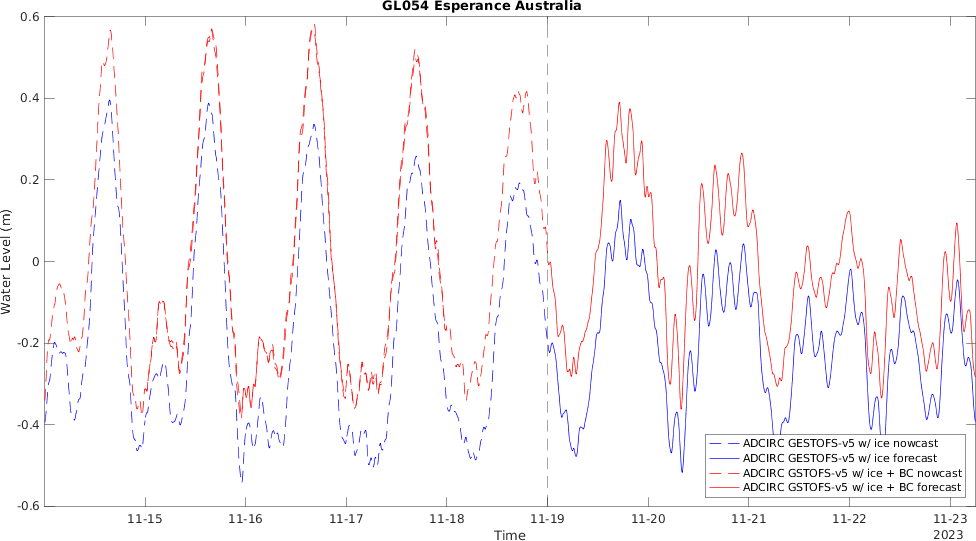 GL054 Esperance Australia
0.6
0.4
0.2
0
-0.2
-0.4
-0.6
Water Level (m)
11-15
11-16
11-17
11-18
11-19
11-20
11-21
11-22
11-23
2023
Time
ADCIRC GESTOFS-v5 w/ ice nowcast
ADCIRC GESTOFS-v5 w/ ice forecast
ADCIRC GSTOFS-v5 w/ ice + BC nowcast
ADCIRC GSTOFS-v5 w/ ice + BC forecast